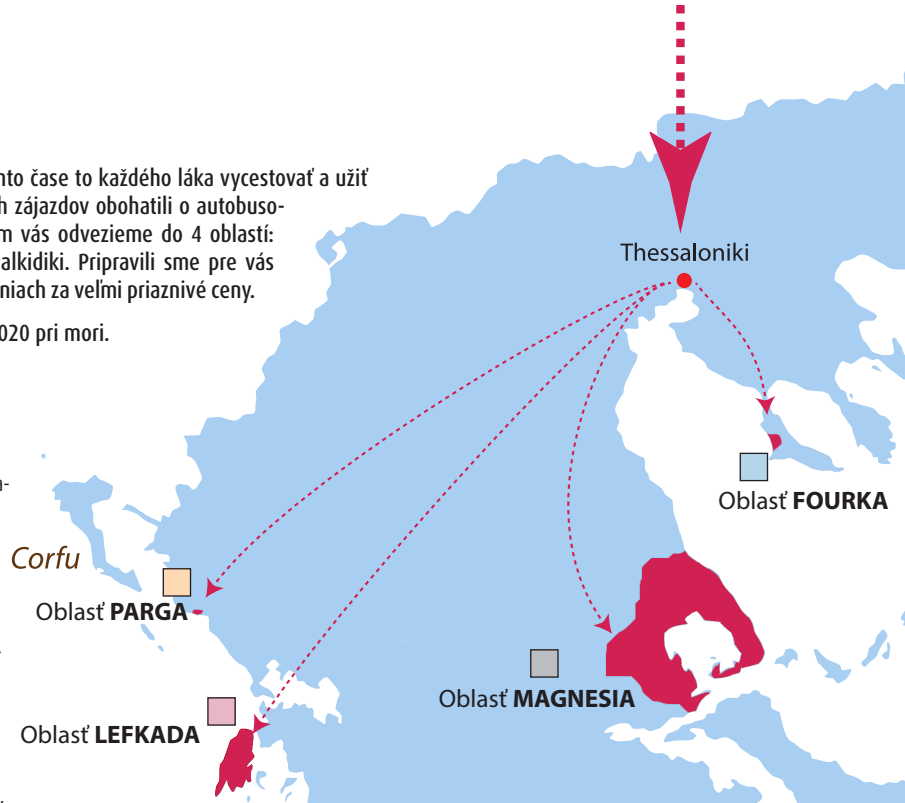 nto čase to každého láka vycestovať a užiť
h zájazdov obohatili o autobuso-
m vás odvezieme do 4 oblastí:
alkidiki. Pripravili sme pre vás
niach za veľmi priaznivé ceny.
020 pri mori.
Thessaloniki
Oblasť FOURKA
Corfu
Oblasť PARGA
Oblasť MAGNESIA
Oblasť LEFKADA